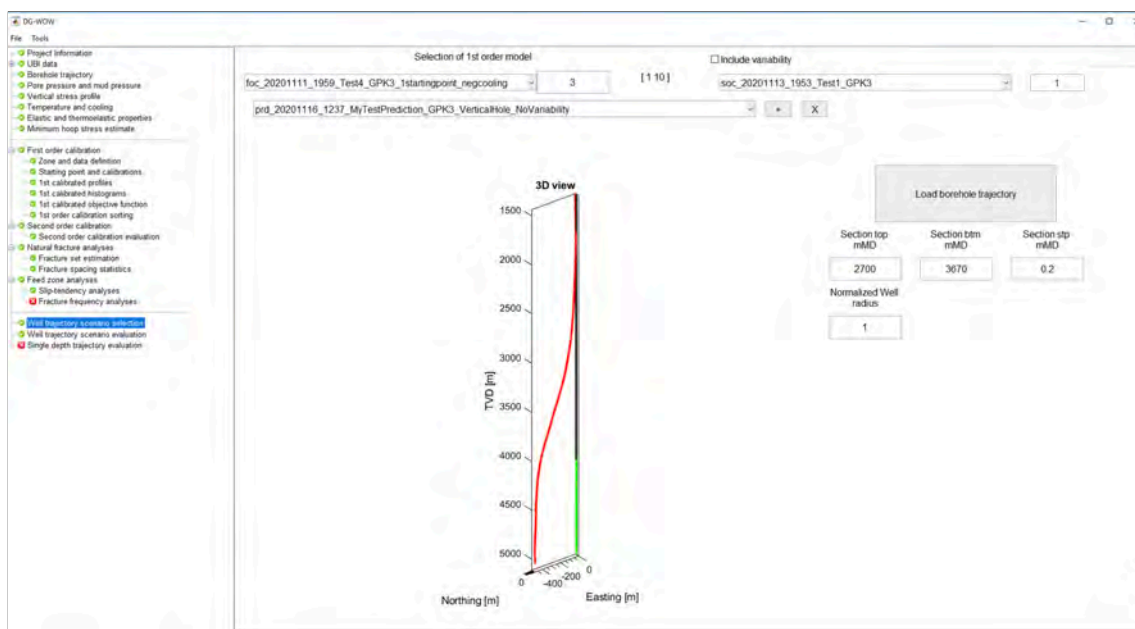 DG-WOW
File Tools
Project Information
UBI data
Borehole trajectory
Pore pressure and mud pressure
Vertical stress profile
Temperature and cooling
Elastic and thermoelastic properties
Minimum hoop stress estimate
First order calibration
Zone and data definition
Starting point and calibrations
1st calibrated profiles
1st calibrated histograms
1st calibrated objective function
1st order calibration sorting
Second order calibration
Second order calibration evaluation
Natural fracture analyses
Fracture set estimation
Fracture spacing statistics
Feed zone analyses
Slip-tendency analyses
Fracture frequency analyses
Well trajectory scenario selection
Well trajectory scenario evaluation
Single depth trajectory evaluation
Selection of 1st order model
Include variability
foc_20201111_1959_Test4_GPK3_1startingpoint_negcooling 3 [ 1 10 ] soc_20201113_1953_Test1_GPK3 1
prd_20201116_1237_MyTestPrediction_GPK3_VerticalHole_NoVariability + X
Load borehole trajectory
Section top mMD
Section btm mMD
Section stp mMD
2700 3670 0.2
Normalized Well
radius
1
3D view
1500
2000
2500
3000
3500
4000
4500
5000
TVD [m]
0 -400 -200 0
Northing [m] Easting [m]